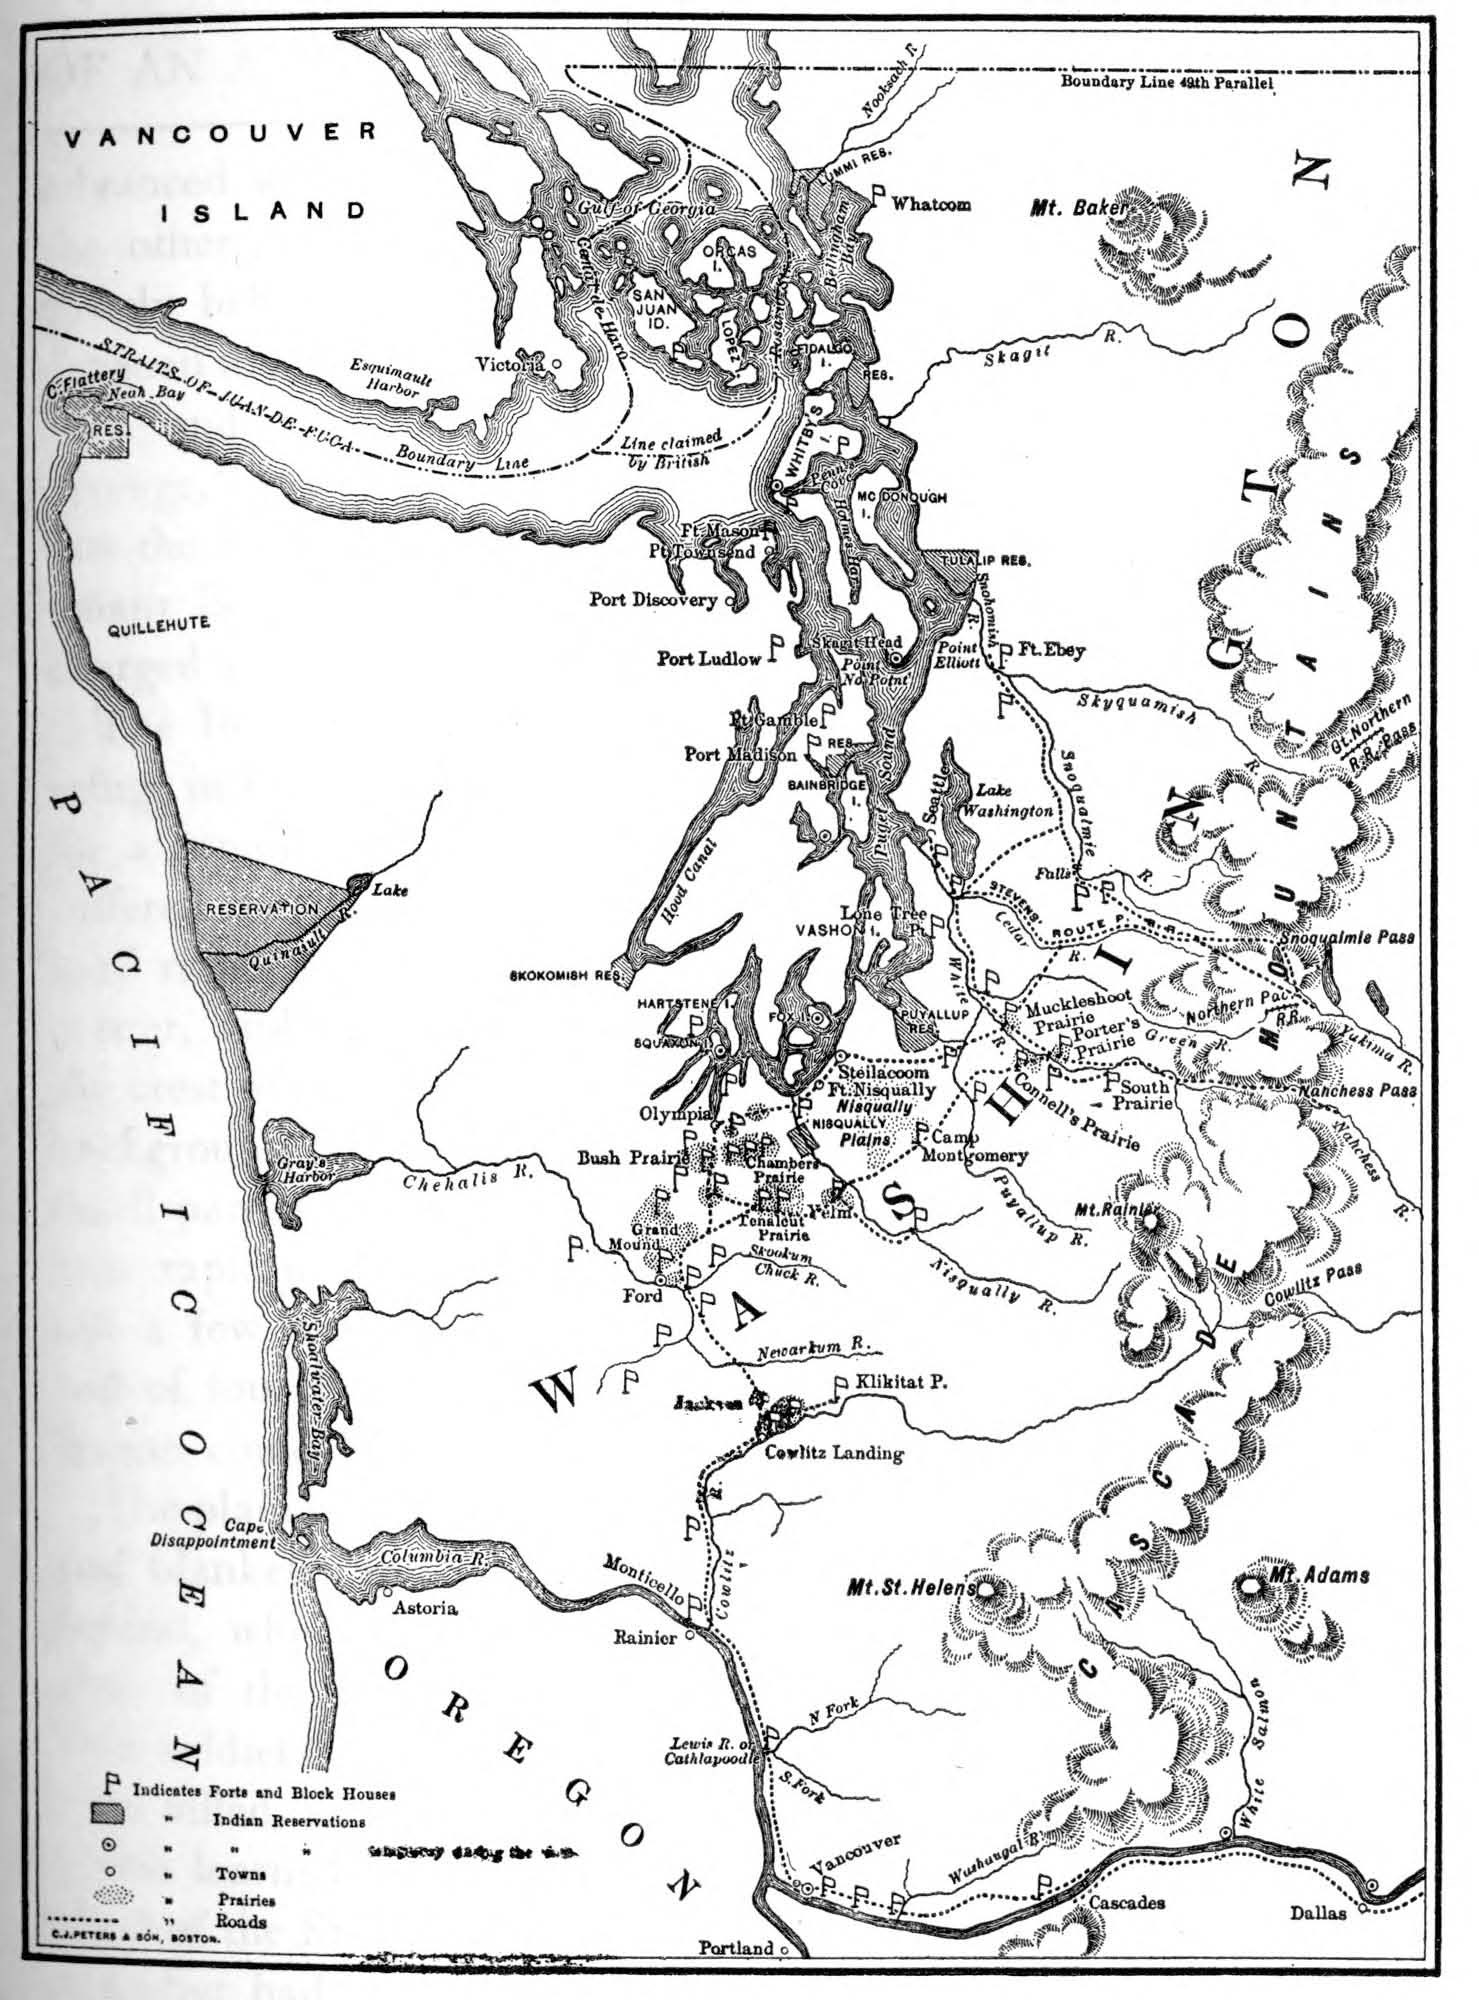 Boundary Line 49th Parallel
Nooksach R.
VANCOUVER
ISLAND
LUMMI RES.
Whatcom
Mt. Baker
Gulf of Georgia
Bellingham
Bay
ORCAS
I.
Canal de Haro
SAN
JUAN
ID.
LOPEZ
Rosario
FIDALGO
I.
RES.
Skagit R.
Victoria
Esquimault
Harbor
STRAITS-OF-JUAN-DE-FUCA
C. Flattery
Neah Bay
RES.
Boundary Line
Line claimed
by British
WHITBY'S
I.
Penn's
Cove
MC DONOUGH
I.
Holmes Har.
Ft. Mason
Pt. Townsend
Port Discovery
TULALIP RES.
Snohomish
R.
QUILLEHUTE
Port Ludlow
Skagit Head
Point
No Point
Point
Elliott
Ft. Ebey
Skyquamish
R.
Gt. Northern
R.R. Pass
Pt Gamble
Port Madison
RES.
BAINBRIDGE
I.
Puget Sound
Seattle
Lake
Washington
Snoqualmie
R.
Falls
Hood Canal
Lake
RESERVATION
Quinasult R.
Lone Tree
Pt.
VASHON I.
STEVENS' ROUTE P. R.R.
Cedar
R.
Snoqualmie Pass
SKOKOMISH RES.
HARTSTENE I.
SQUAXON I.
FOX I.
PUYALLUP
RES.
White
R.
Muckleshoot
Prairie
Porter's
Prairie
Green R.
Northern Pac.
R.R.
Yakima R.
Steilacoom
Ft. Nisqually
Nisqually
Plains
NISQUALLY
Connell's Prairie
South
Prairie
Nahchess Pass
Nahchess
R.
Olympia
Bush Prairie
Chambers
Prairie
Camp
Montgomery
Gray's
Harbor
Chehalis R.
Grand
Mound
Tenalcut
Prairie
Yelm
Puyallup R.
Mt. Rainier
Skookum
Chuck R.
Nisqually R.
Ford
Cowlitz Pass
Newarkum R.
Klikitat P.
Jackson
Cowlitz Landing
Shoalwater Bay
Cape
Disappointment
Columbia R.
Astoria
Monticello
Rainier
Cowlitz
R.
Mt. St. Helens
Mt. Adams
N Fork
Lewis R. or
Cathlapoodle
S. Fork
White Salmon
Vancouver
Washougal R.
Cascades
Dallas
Portland
PACIFIC OCEAN
WASHINGTON
OREGON
CASCADE MOUNTAINS
P Indicates Forts and Block Houses
" Indian Reservations
" " "
" Towns
" Prairies
" Roads
C.J. PETERS & SON, BOSTON.